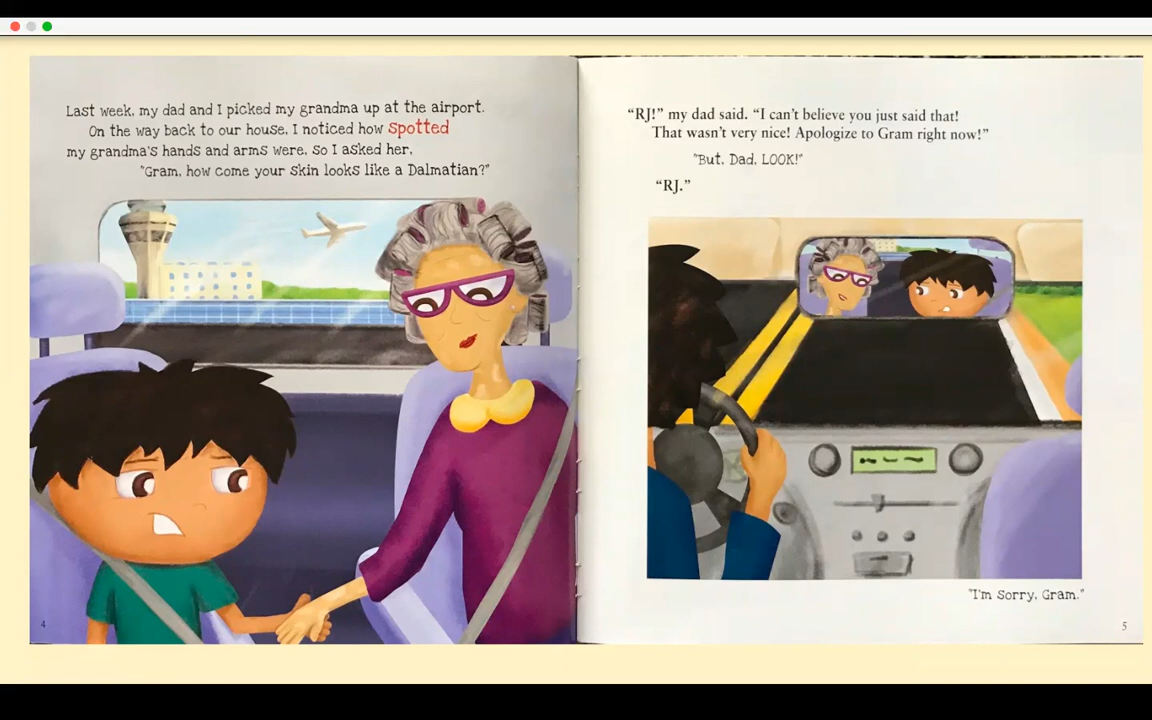 Last week, my dad and I picked my grandma up at the airport.
On the way back to our house, I noticed how spotted
my grandma's hands and arms were, so I asked her,
"Gram, how come your skin looks like a Dalmatian?"
4
"RJ!" my dad said. "I can't believe you just said that!
That wasn't very nice! Apologize to Gram right now!"
"But, Dad, LOOK!"
"RJ."
"I'm sorry, Gram."
5